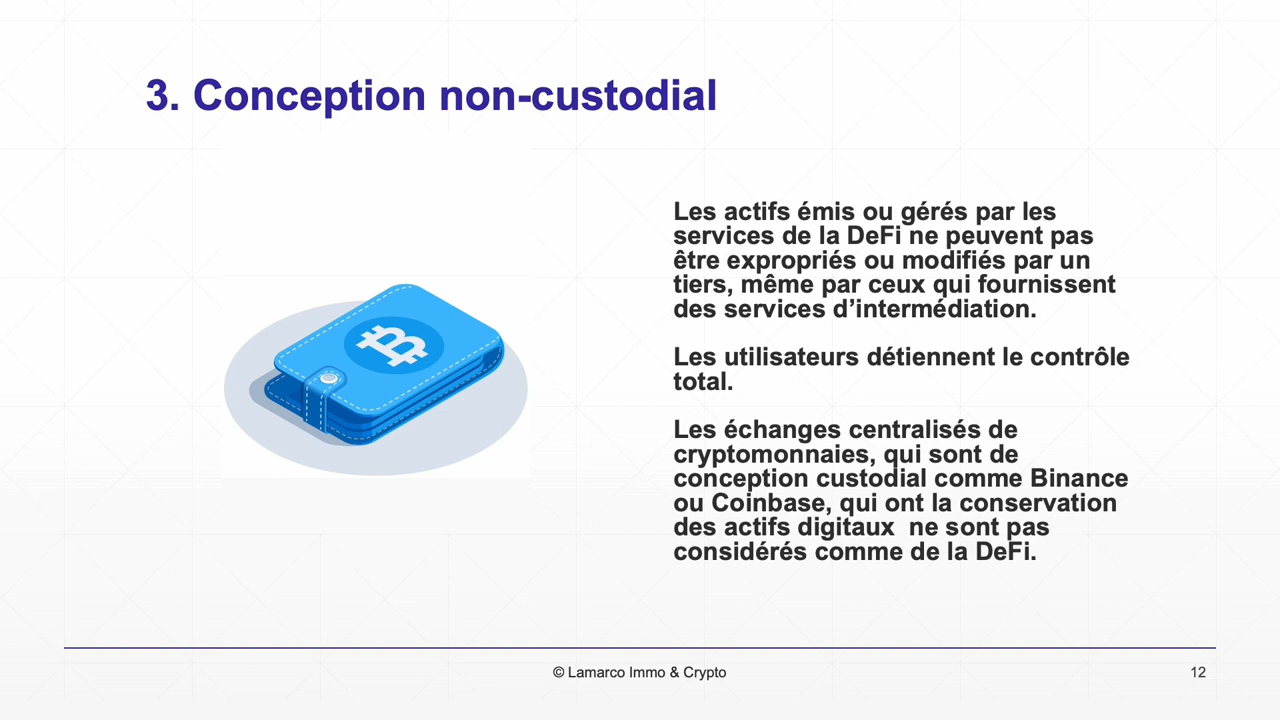 3. Conception non-custodial
Les actifs émis ou gérés par les
services de la DeFi ne peuvent pas
être expropriés ou modifiés par un
tiers, même par ceux qui fournissent
des services d’intermédiation.
Les utilisateurs détiennent le contrôle
total.
Les échanges centralisés de
cryptomonnaies, qui sont de
conception custodial comme Binance
ou Coinbase, qui ont la conservation
des actifs digitaux  ne sont pas
considérés comme de la DeFi.
© Lamarco Immo & Crypto
12